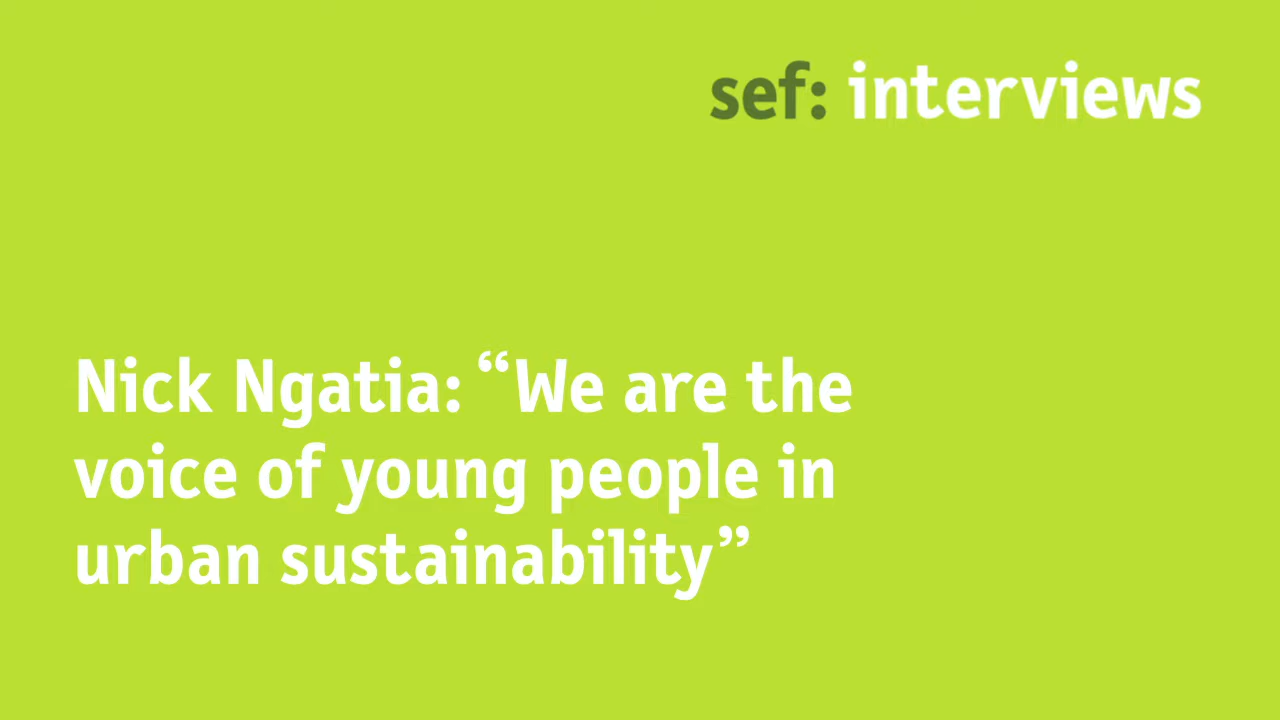 sef: interviews
Nick Ngatia: “We are the
voice of young people in
urban sustainability”